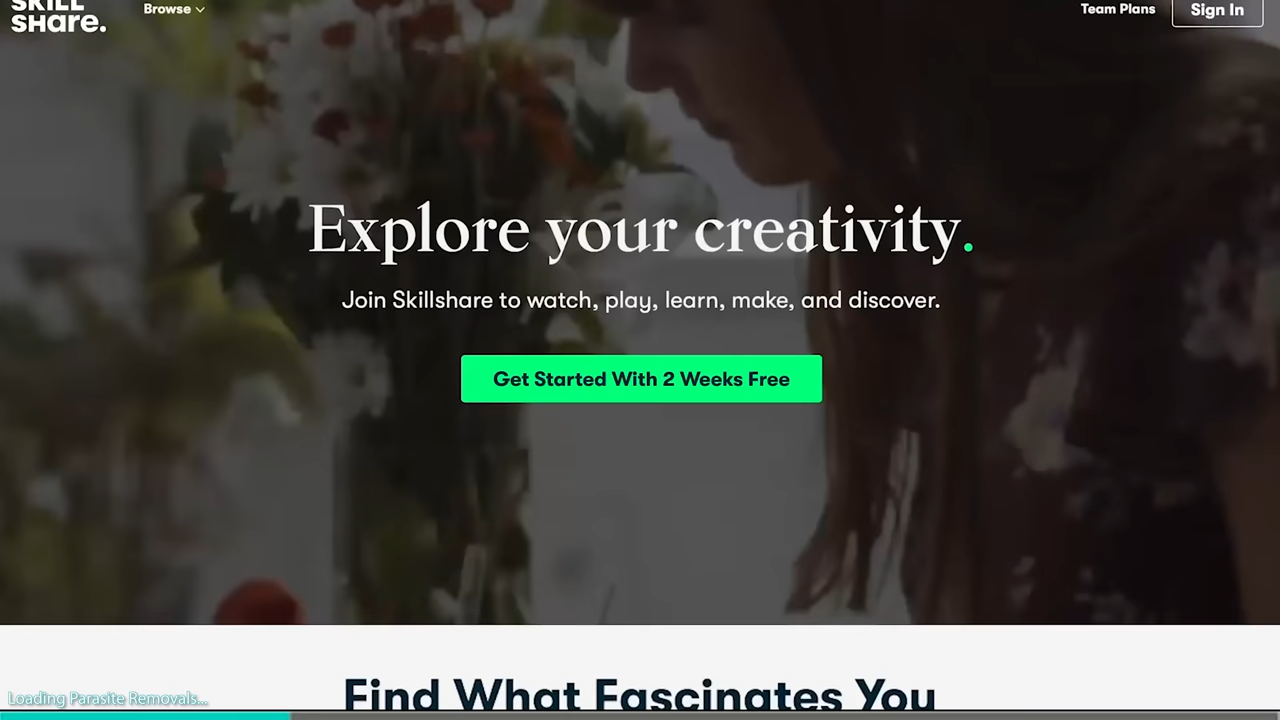 SKILL
SHare.
Browse
Team Plans
Sign In
Explore your creativity.
Join Skillshare to watch, play, learn, make, and discover.
Get Started With 2 Weeks Free
Find What Fascinates You
Loading Parasite Removals...